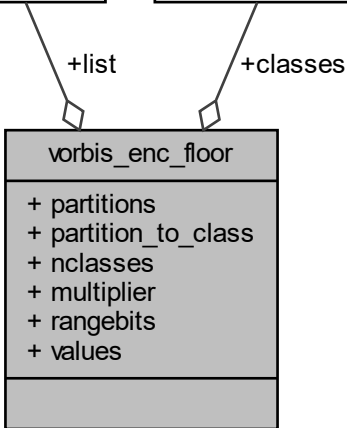 +list
+classes
vorbis_enc_floor
+ partitions
+ partition_to_class
+ nclasses
+ multiplier
+ rangebits
+ values